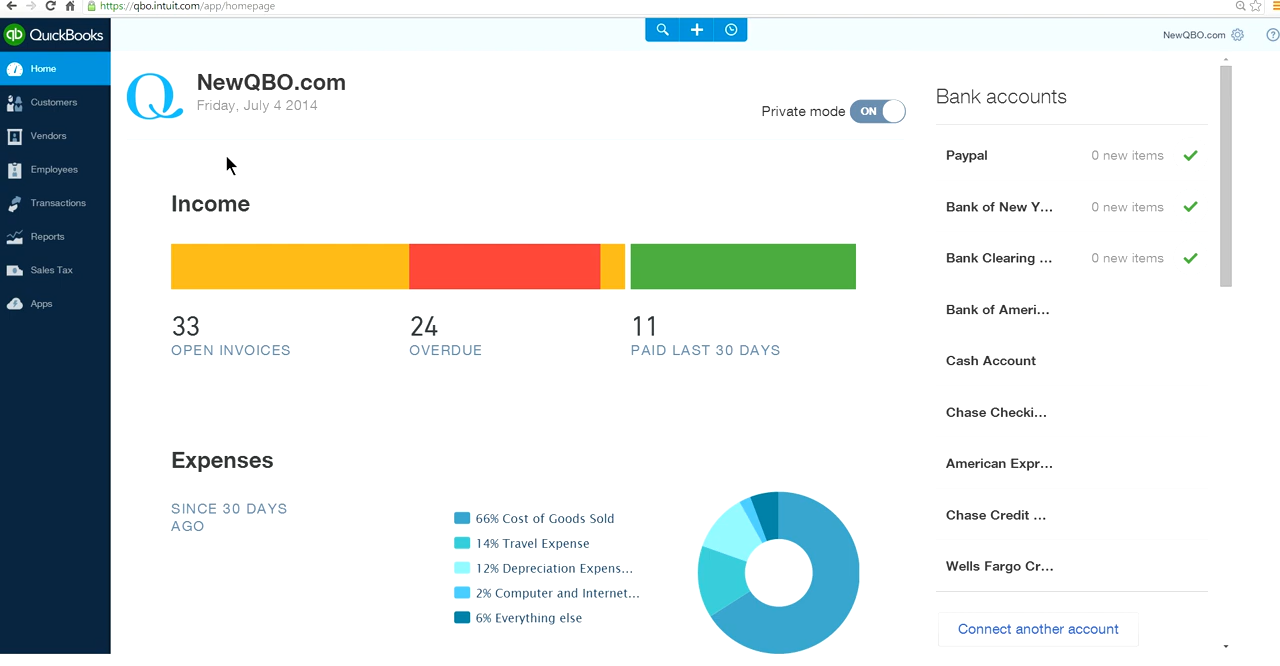 https://qbo.intuit.com/app/homepage
qb QuickBooks
NewQBO.com
Home
Customers
Vendors
Employees
Transactions
Reports
Sales Tax
Apps
Q
NewQBO.com
Friday, July 4 2014
Private mode ON
Income
33
OPEN INVOICES
24
OVERDUE
11
PAID LAST 30 DAYS
Expenses
SINCE 30 DAYS
AGO
66% Cost of Goods Sold
14% Travel Expense
12% Depreciation Expens...
2% Computer and Internet...
6% Everything else
Bank accounts
Paypal 0 new items
Bank of New Y... 0 new items
Bank Clearing ... 0 new items
Bank of Ameri...
Cash Account
Chase Checki...
American Expr...
Chase Credit ...
Wells Fargo Cr...
Connect another account